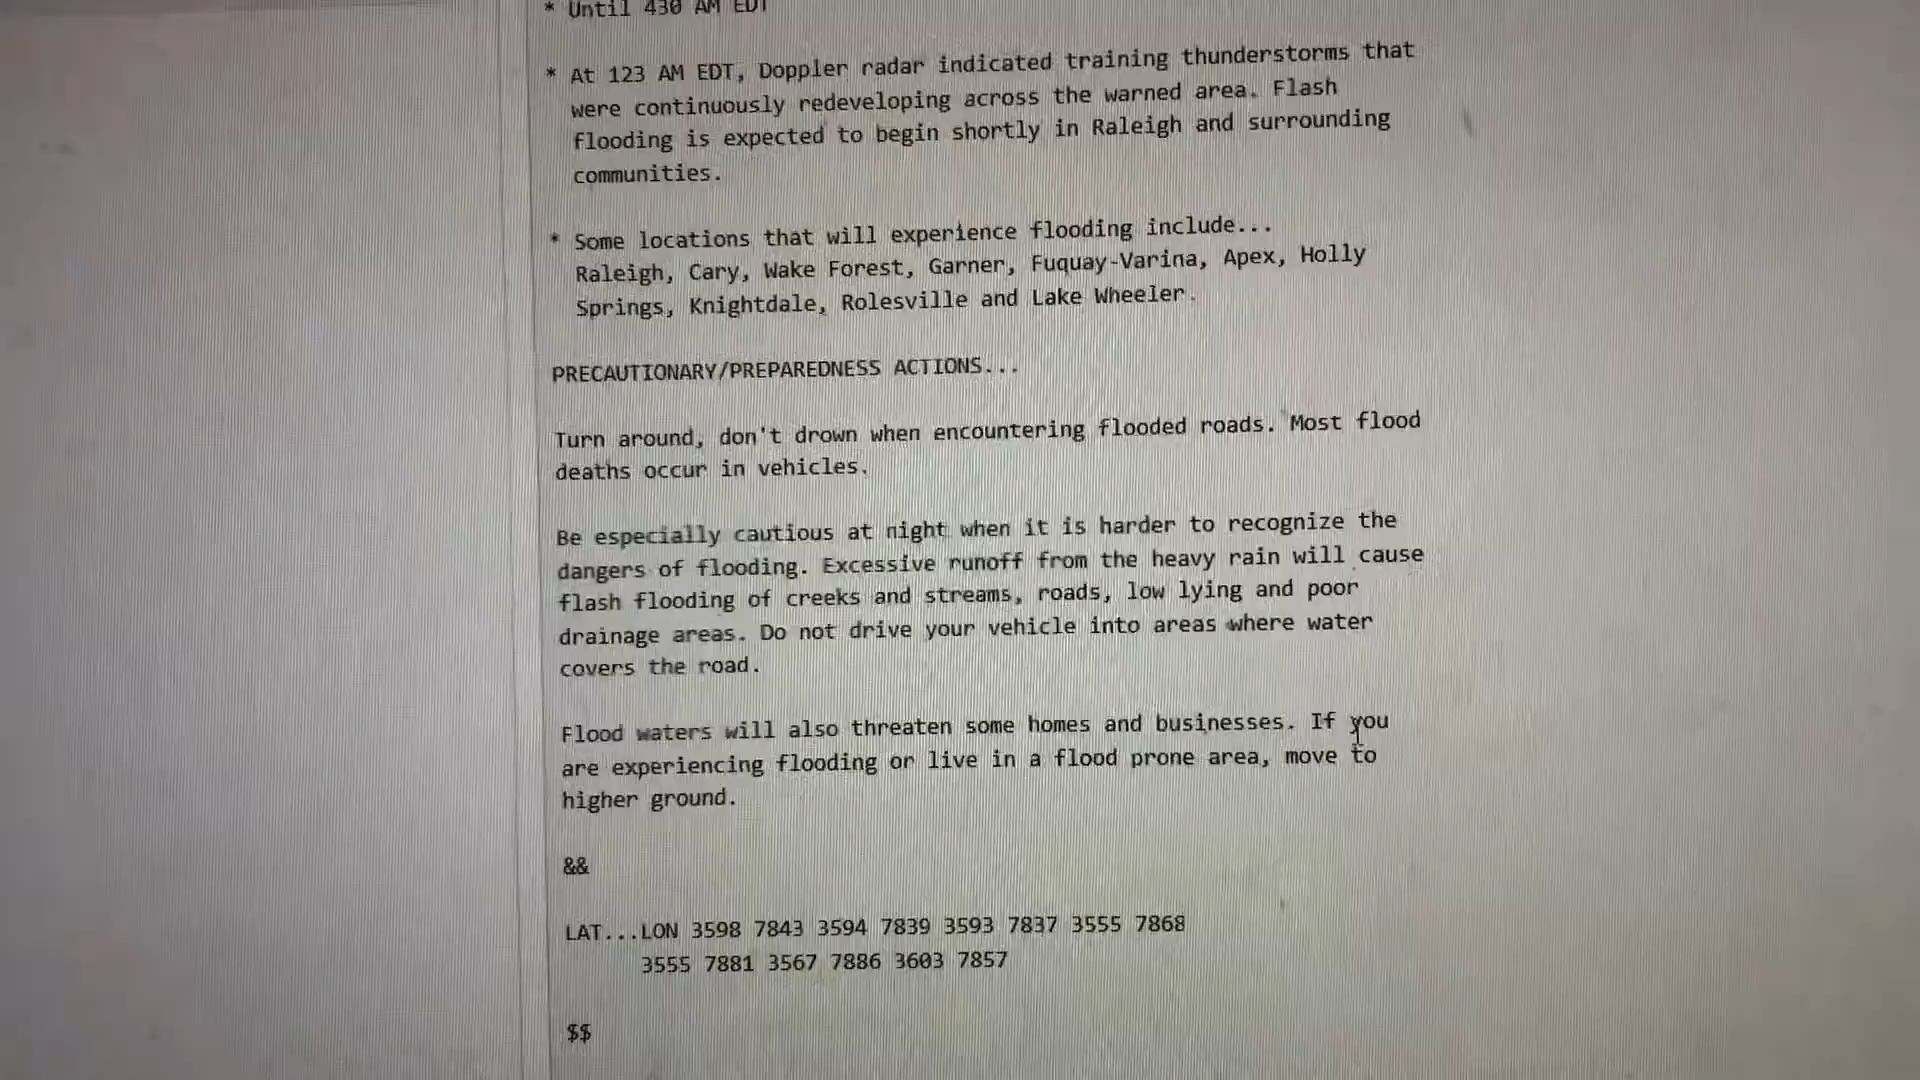 * Until 430 AM EDT
* At 123 AM EDT, Doppler radar indicated training thunderstorms that
were continuously redeveloping across the warned area. Flash
flooding is expected to begin shortly in Raleigh and surrounding
communities.
* Some locations that will experience flooding include...
Raleigh, Cary, Wake Forest, Garner, Fuquay-Varina, Apex, Holly
Springs, Knightdale, Rolesville and Lake Wheeler.
PRECAUTIONARY/PREPAREDNESS ACTIONS...
Turn around, don't drown when encountering flooded roads. Most flood
deaths occur in vehicles.
Be especially cautious at night when it is harder to recognize the
dangers of flooding. Excessive runoff from the heavy rain will cause
flash flooding of creeks and streams, roads, low lying and poor
drainage areas. Do not drive your vehicle into areas where water
covers the road.
Flood waters will also threaten some homes and businesses. If you
are experiencing flooding or live in a flood prone area, move to
higher ground.
&&
LAT...LON 3598 7843 3594 7839 3593 7837 3555 7868
3555 7881 3567 7886 3603 7857
$$